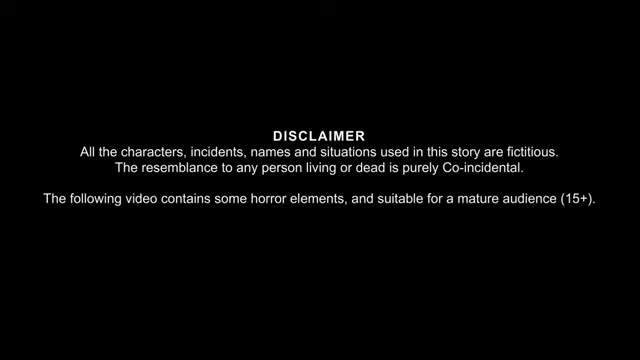 DISCLAIMER
All the characters, incidents, names and situations used in this story are fictitious.
The resemblance to any person living or dead is purely Co-incidental.
The following video contains some horror elements, and suitable for a mature audience (15+).